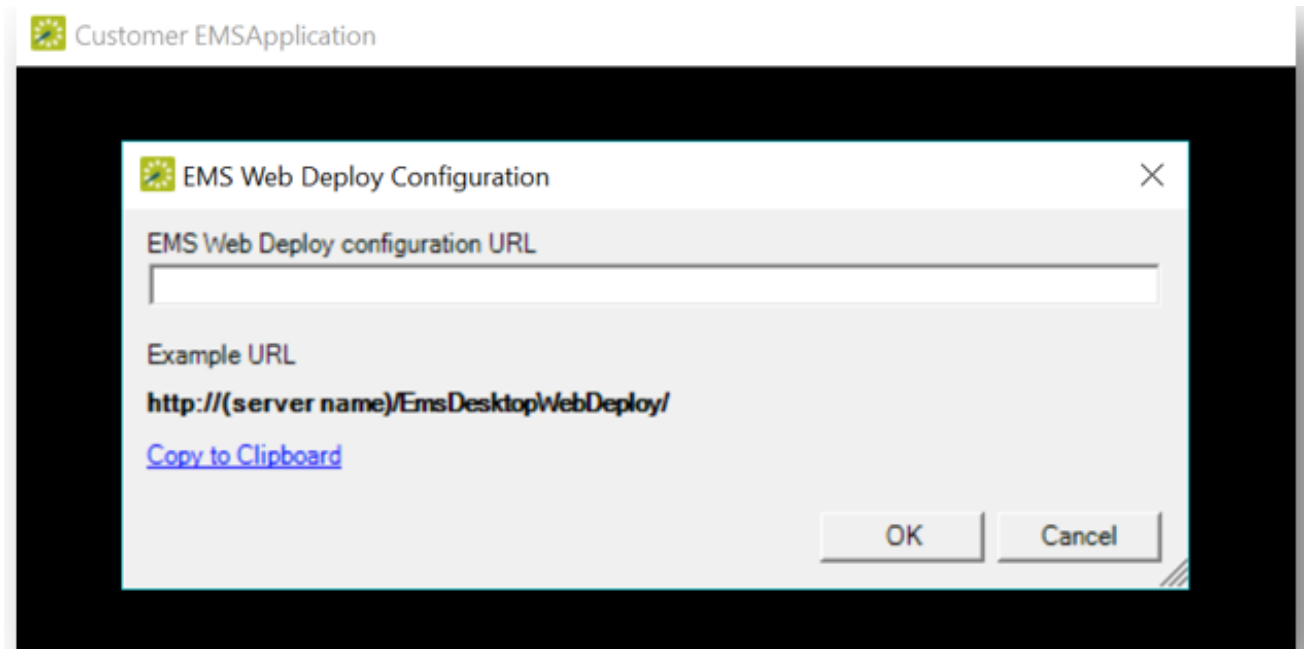 Customer EMSApplication
EMS Web Deploy Configuration
EMS Web Deploy configuration URL
Example URL
http://(server name)/EmsDesktopWebDeploy/
Copy to Clipboard
OK Cancel